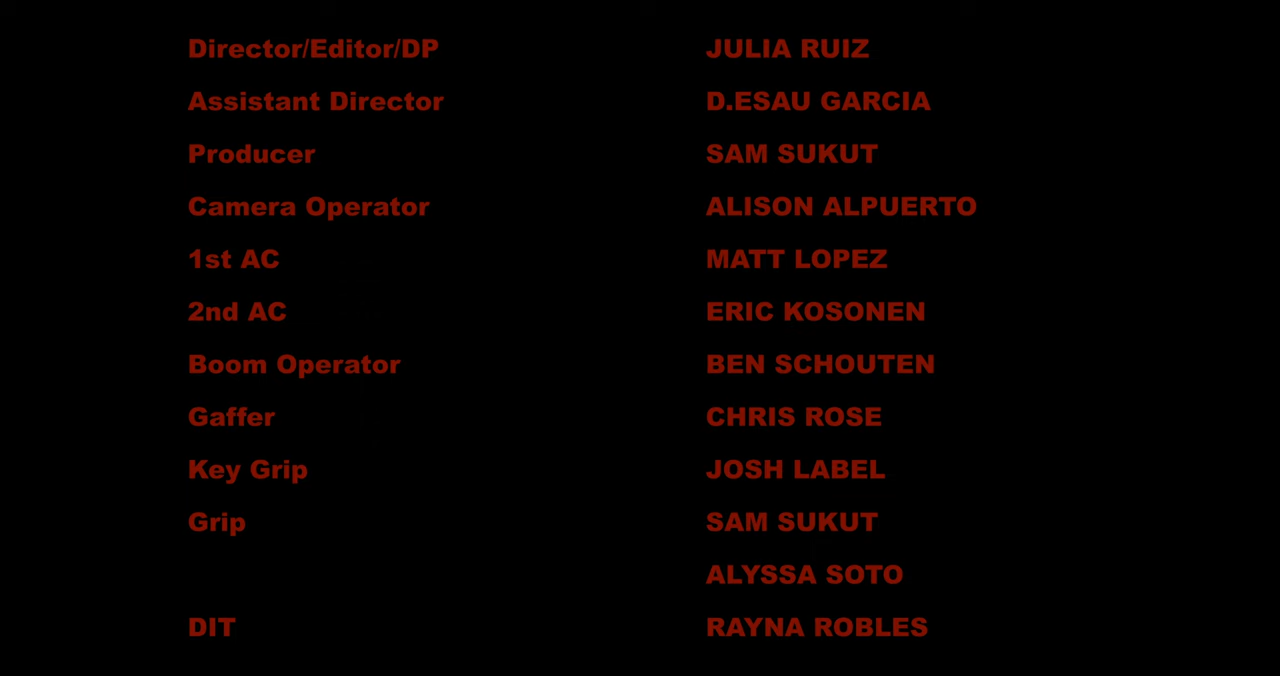 Director/Editor/DP JULIA RUIZ
Assistant Director D.ESAU GARCIA
Producer SAM SUKUT
Camera Operator ALISON ALPUERTO
1st AC MATT LOPEZ
2nd AC ERIC KOSONEN
Boom Operator BEN SCHOUTEN
Gaffer CHRIS ROSE
Key Grip JOSH LABEL
Grip SAM SUKUT
ALYSSA SOTO
DIT RAYNA ROBLES